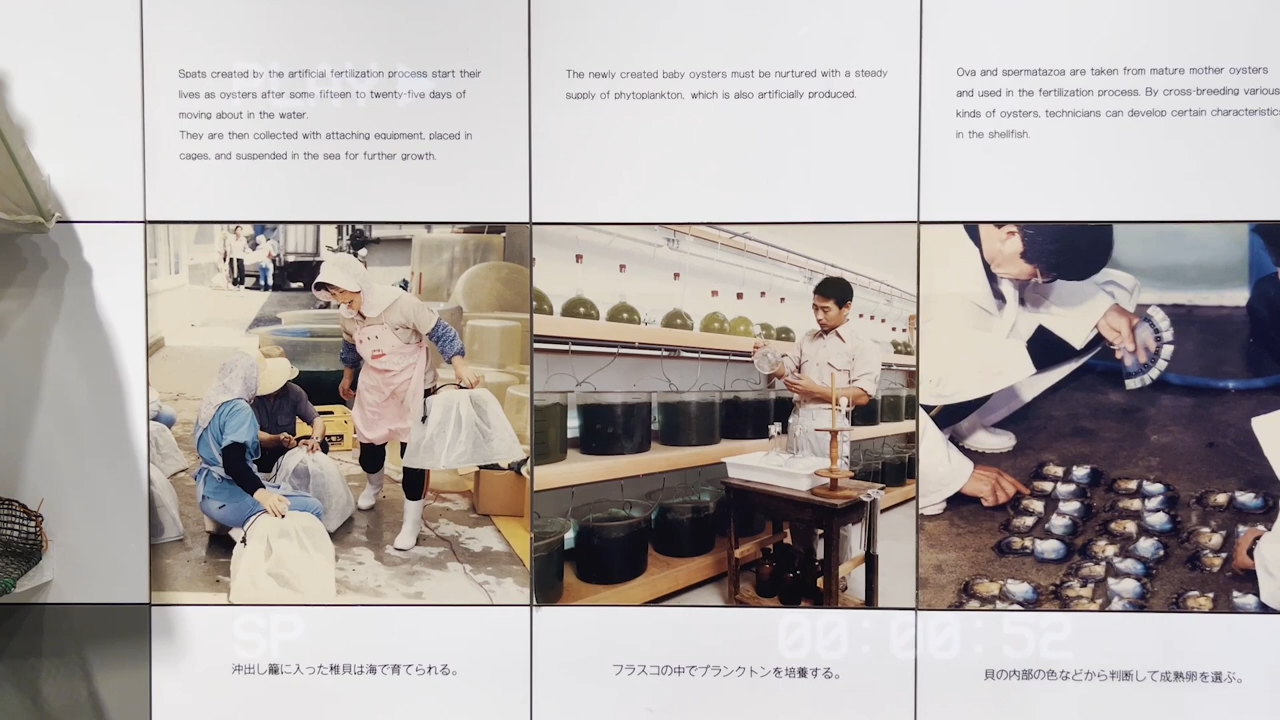 Spats created by the artificial fertilization process start their
lives as oysters after some fifteen to twenty-five days of
moving about in the water.
They are then collected with attaching equipment, placed in
cages, and suspended in the sea for further growth.
The newly created baby oysters must be nurtured with a steady
supply of phytoplankton, which is also artificially produced.
Ova and spermatazoa are taken from mature mother oysters
and used in the fertilization process. By cross-breeding various
kinds of oysters, technicians can develop certain characteristics
in the shellfish.
PLAY
SP
00:00:52
沖出し籠に入った稚貝は海で育てられる。
フラスコの中でプランクトンを培養する。
貝の内部の色などから判断して成熟卵を選ぶ。